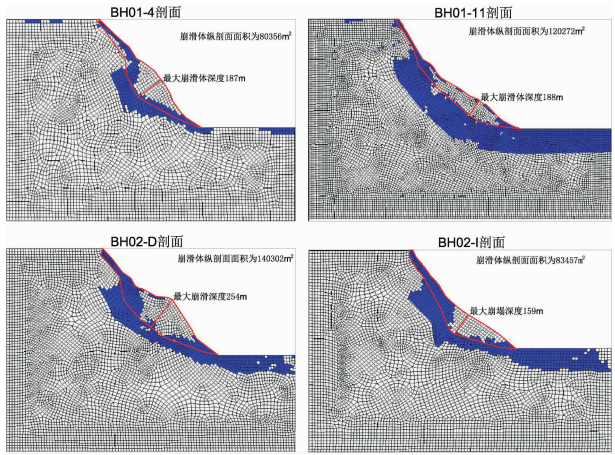 BH01-4剖面
崩滑体纵剖面面积为80356m²
最大崩滑体深度187m
BH01-11剖面
崩滑体纵剖面面积为120272m²
最大崩滑体深度188m
BH02-D剖面
崩滑体纵剖面面积为140302m²
最大崩滑深度254m
BH02-I剖面
崩滑体纵剖面面积为83457m²
最大崩塌深度159m